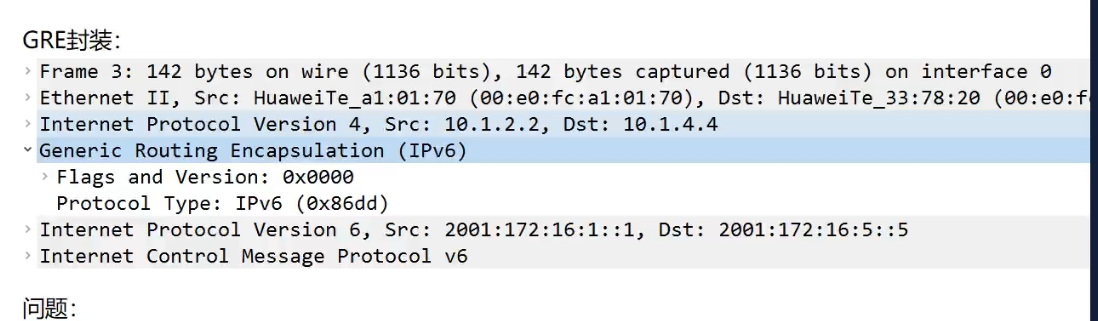 GRE封装：
Frame 3: 142 bytes on wire (1136 bits), 142 bytes captured (1136 bits) on interface 0
Ethernet II, Src: HuaweiTe_a1:01:70 (00:e0:fc:a1:01:70), Dst: HuaweiTe_33:78:20 (00:e0:f
Internet Protocol Version 4, Src: 10.1.2.2, Dst: 10.1.4.4
Generic Routing Encapsulation (IPv6)
Flags and Version: 0x0000
Protocol Type: IPv6 (0x86dd)
Internet Protocol Version 6, Src: 2001:172:16:1::1, Dst: 2001:172:16:5::5
Internet Control Message Protocol v6
问题：